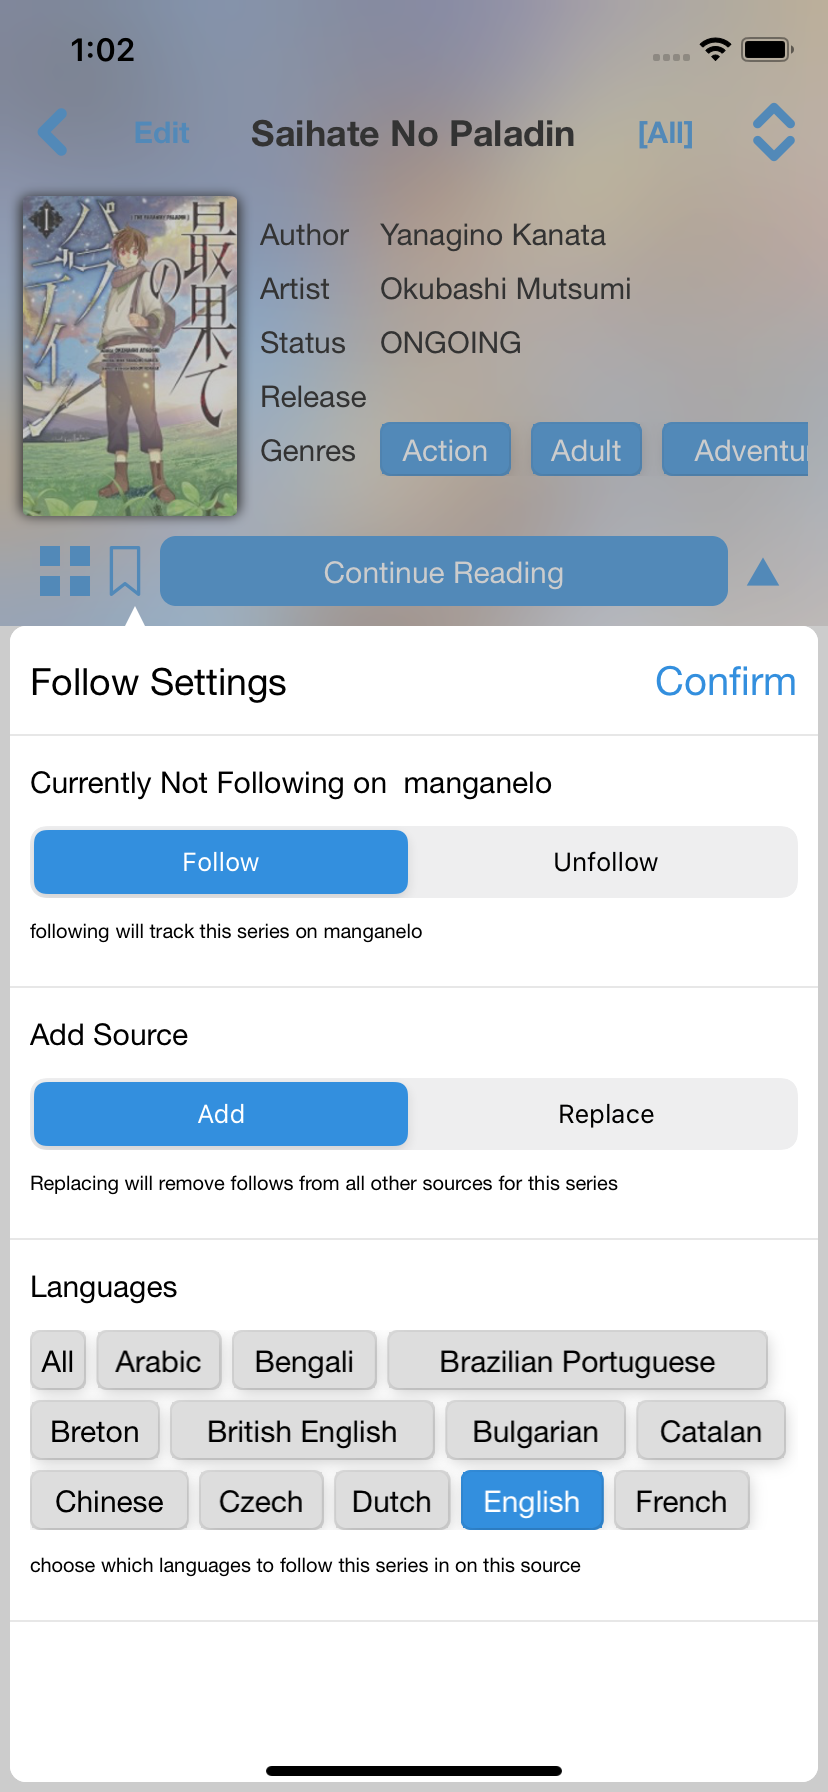 1:02
Edit
Saihate No Paladin
[All]
最果ての
パラディン
I
Author Yanagino Kanata
Artist Okubashi Mutsumi
Status ONGOING
Release
Genres Action Adult Adventu
Continue Reading
Follow Settings
Confirm
Currently Not Following on manganelo
Follow Unfollow
following will track this series on manganelo
Add Source
Add Replace
Replacing will remove follows from all other sources for this series
Languages
All Arabic Bengali Brazilian Portuguese
Breton British English Bulgarian Catalan
Chinese Czech Dutch English French
choose which languages to follow this series in on this source